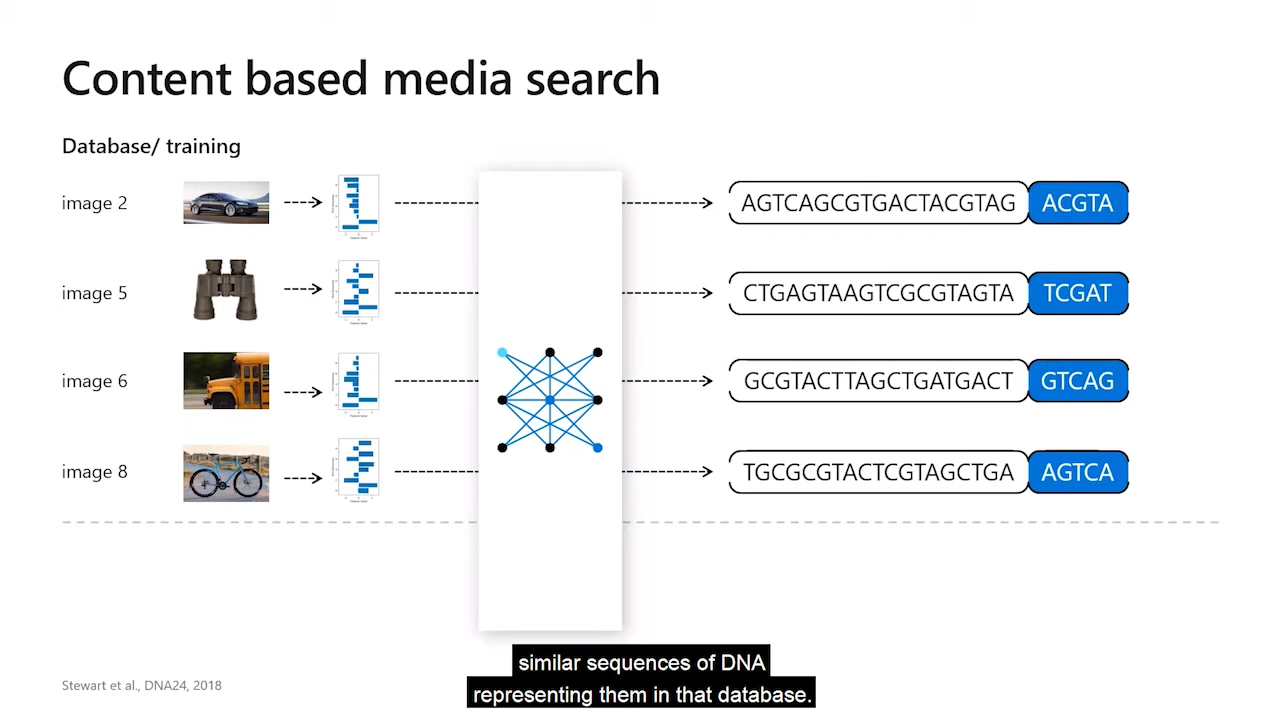 Content based media search
Database/ training
image 2
AGTCAGCGTGACTACGTAG ACGTA
image 5
CTGAGTAAGTCGCGTAGTA TCGAT
image 6
GCGTACTTAGCTGATGACT GTCAG
image 8
TGCGCGTACTCGTAGCTGA AGTCA
similar sequences of DNA
representing them in that database.
Stewart et al., DNA24, 2018